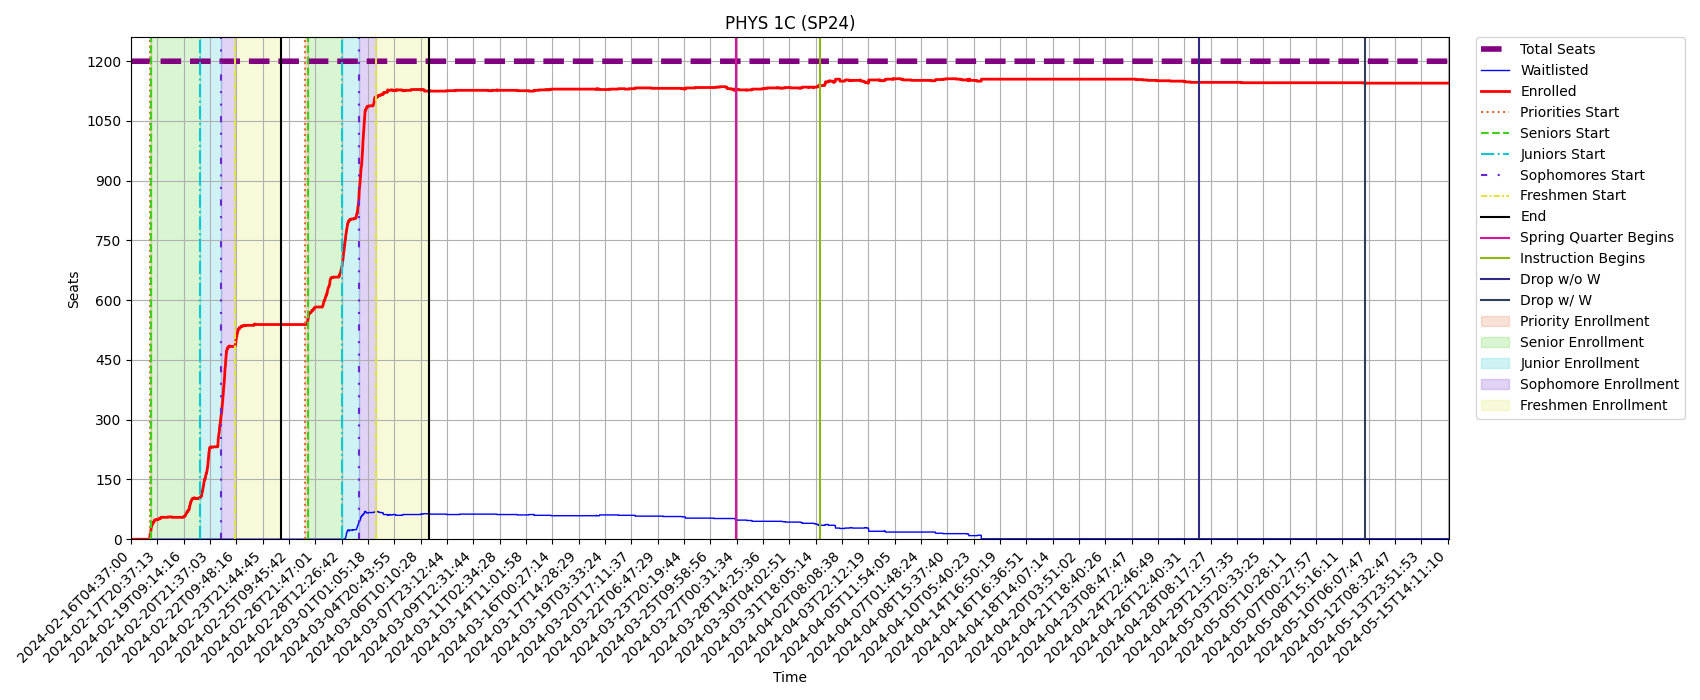 PHYS 1C (SP24)
Seats
1200
1050
900
750
600
450
300
150
0
2024-02-16T04:37:00
2024-02-17T20:37:13
2024-02-19T09:14:16
2024-02-20T21:37:03
2024-02-22T09:48:16
2024-02-23T21:44:45
2024-02-25T09:45:42
2024-02-26T21:47:01
2024-02-28T12:26:42
2024-03-01T01:05:18
2024-03-04T20:43:55
2024-03-06T10:10:28
2024-03-07T23:12:44
2024-03-09T12:31:44
2024-03-11T02:34:28
2024-03-14T11:01:58
2024-03-16T00:27:14
2024-03-17T14:28:29
2024-03-19T03:33:24
2024-03-20T17:11:37
2024-03-22T06:47:29
2024-03-23T20:19:44
2024-03-25T09:58:56
2024-03-27T00:31:34
2024-03-28T14:25:36
2024-03-30T04:02:51
2024-03-31T18:05:14
2024-04-02T08:08:38
2024-04-03T22:12:19
2024-04-05T11:54:05
2024-04-07T01:48:24
2024-04-08T15:37:40
2024-04-10T05:40:23
2024-04-14T16:50:19
2024-04-16T16:36:51
2024-04-18T14:07:14
2024-04-20T03:51:02
2024-04-21T18:40:26
2024-04-23T08:47:47
2024-04-24T22:46:49
2024-04-26T12:40:31
2024-04-28T08:17:27
2024-04-29T21:57:35
2024-05-03T20:33:25
2024-05-05T10:28:11
2024-05-07T00:27:57
2024-05-08T15:16:11
2024-05-10T06:07:47
2024-05-12T08:32:47
2024-05-13T23:51:53
2024-05-15T14:11:10
Time
Total Seats
Waitlisted
Enrolled
Priorities Start
Seniors Start
Juniors Start
Sophomores Start
Freshmen Start
End
Spring Quarter Begins
Instruction Begins
Drop w/o W
Drop w/ W
Priority Enrollment
Senior Enrollment
Junior Enrollment
Sophomore Enrollment
Freshmen Enrollment